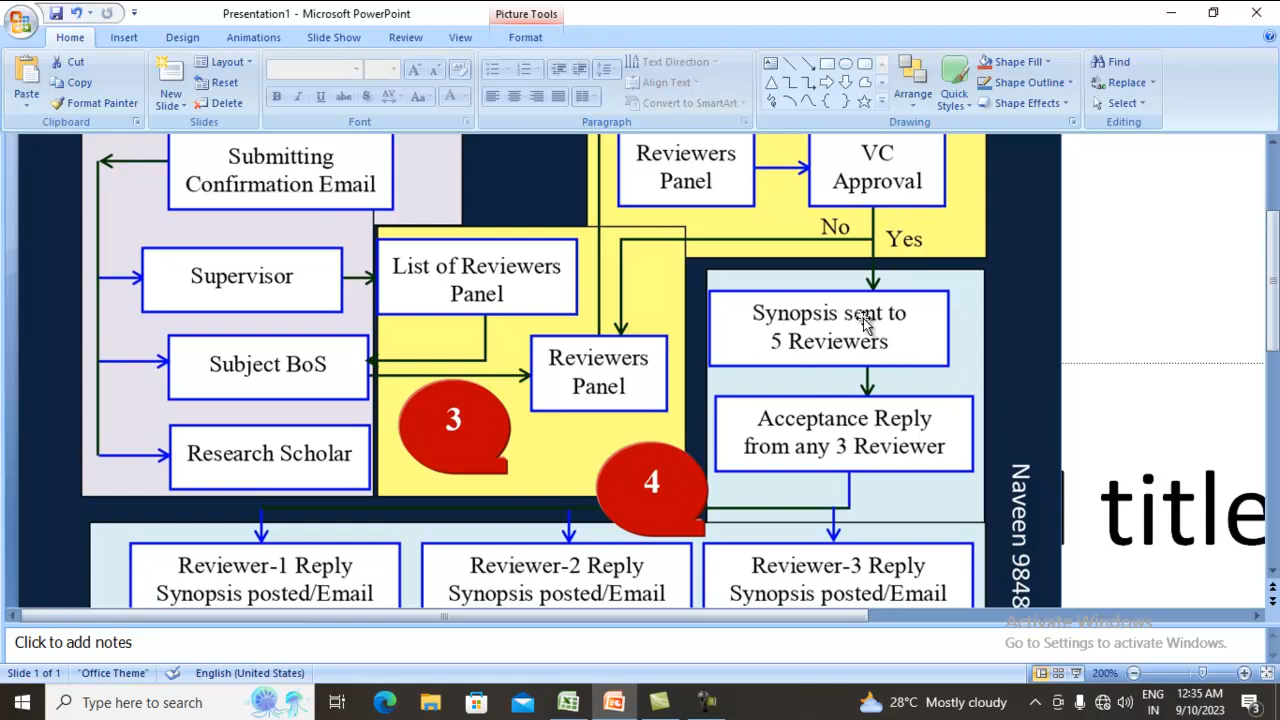 Presentation1 - Microsoft PowerPoint
Picture Tools
Home
Insert
Design
Animations
Slide Show
Review
View
Format
Paste
Cut
Copy
Format Painter
Clipboard
New
Slide
Layout
Reset
Delete
Slides
B I U abc S AV Aa A
Font
Text Direction
Align Text
Convert to SmartArt
Paragraph
Arrange
Quick
Styles
Shape Fill
Shape Outline
Shape Effects
Drawing
Find
Replace
Select
Editing
Submitting
Confirmation Email
Reviewers
Panel
VC
Approval
No
Yes
Supervisor
List of Reviewers
Panel
Synopsis sent to
5 Reviewers
Subject BoS
Reviewers
Panel
3
Acceptance Reply
from any 3 Reviewer
Research Scholar
4
Naveen 9848
title
Reviewer-1 Reply
Synopsis posted/Email
Reviewer-2 Reply
Synopsis posted/Email
Reviewer-3 Reply
Synopsis posted/Email
Activate Windows
Go to Settings to activate Windows.
Click to add notes
Slide 1 of 1
"Office Theme"
English (United States)
200%
Type here to search
28°C Mostly cloudy
ENG
IN
12:35 AM
9/10/2023
3